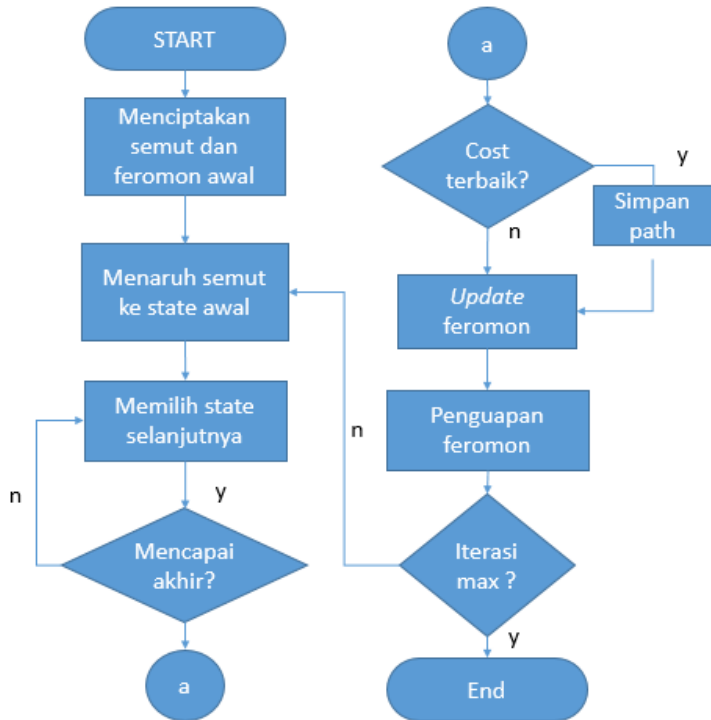 START
Menciptakan
semut dan
feromon awal
Menaruh semut
ke state awal
Memilih state
selanjutnya
n
y
Mencapai
akhir?
a
a
Cost
terbaik?
y
Simpan
path
n
Update
feromon
Penguapan
feromon
n
Iterasi
max ?
y
End